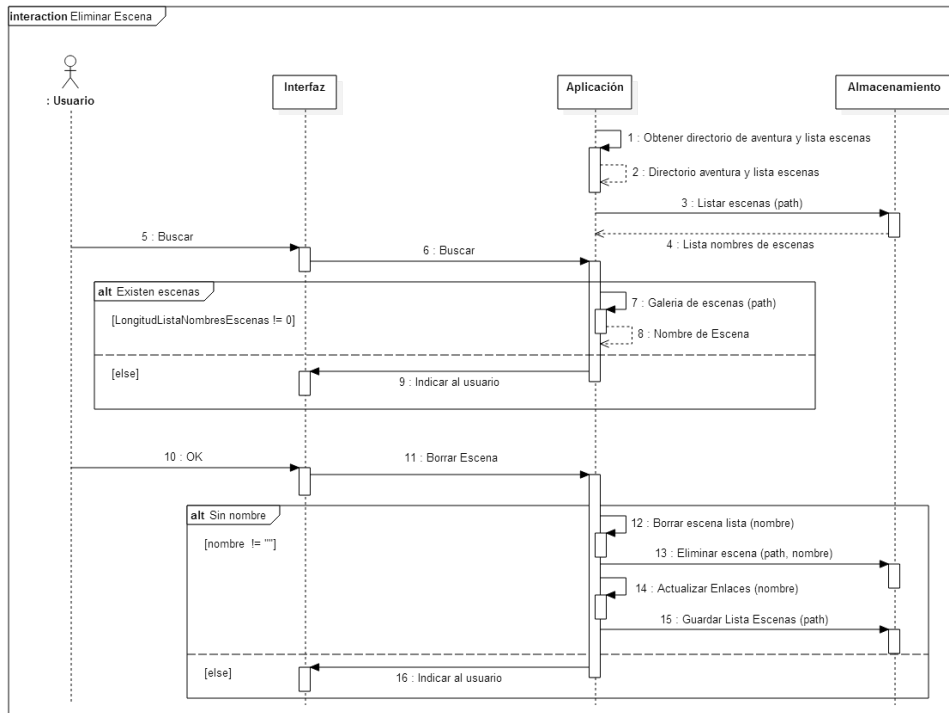 interaction Eliminar Escena
: Usuario
Interfaz
Aplicación
Almacenamiento
1 : Obtener directorio de aventura y lista escenas
2 : Directorio aventura y lista escenas
3 : Listar escenas (path)
4 : Lista nombres de escenas
5 : Buscar
6 : Buscar
alt Existen escenas
[LongitudListaNombresEscenas != 0]
7 : Galeria de escenas (path)
8 : Nombre de Escena
[else]
9 : Indicar al usuario
10 : OK
11 : Borrar Escena
alt Sin nombre
[nombre != ""]
12 : Borrar escena lista (nombre)
13 : Eliminar escena (path, nombre)
14 : Actualizar Enlaces (nombre)
15 : Guardar Lista Escenas (path)
[else]
16 : Indicar al usuario